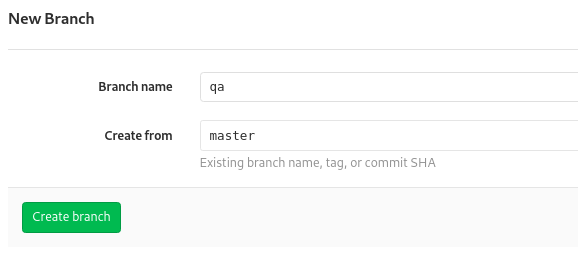 New Branch
Branch name
qa
Create from
master
Existing branch name, tag, or commit SHA
Create branch